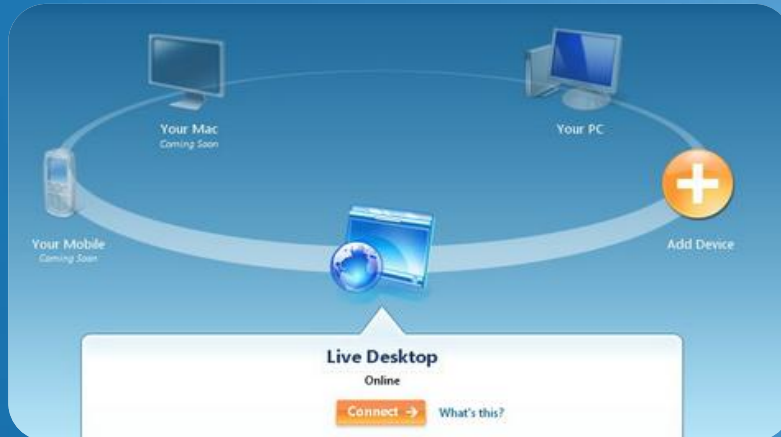 Your Mac
Coming Soon
Your PC
Your Mobile
Coming Soon
Add Device
Live Desktop
Online
Connect
What's this?